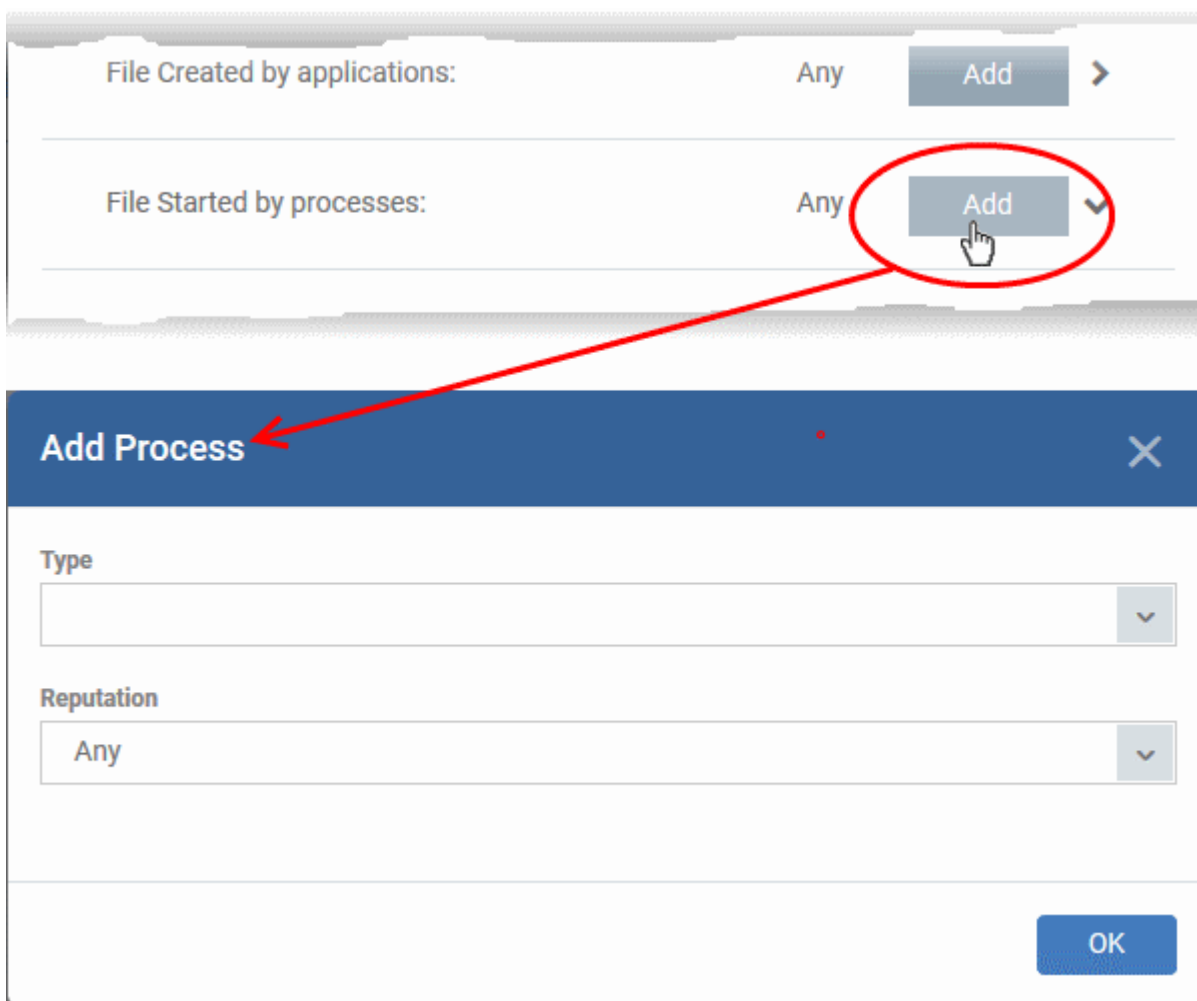 File Created by applications: Any Add
File Started by processes: Any Add
Add Process
Type
Reputation
Any
OK